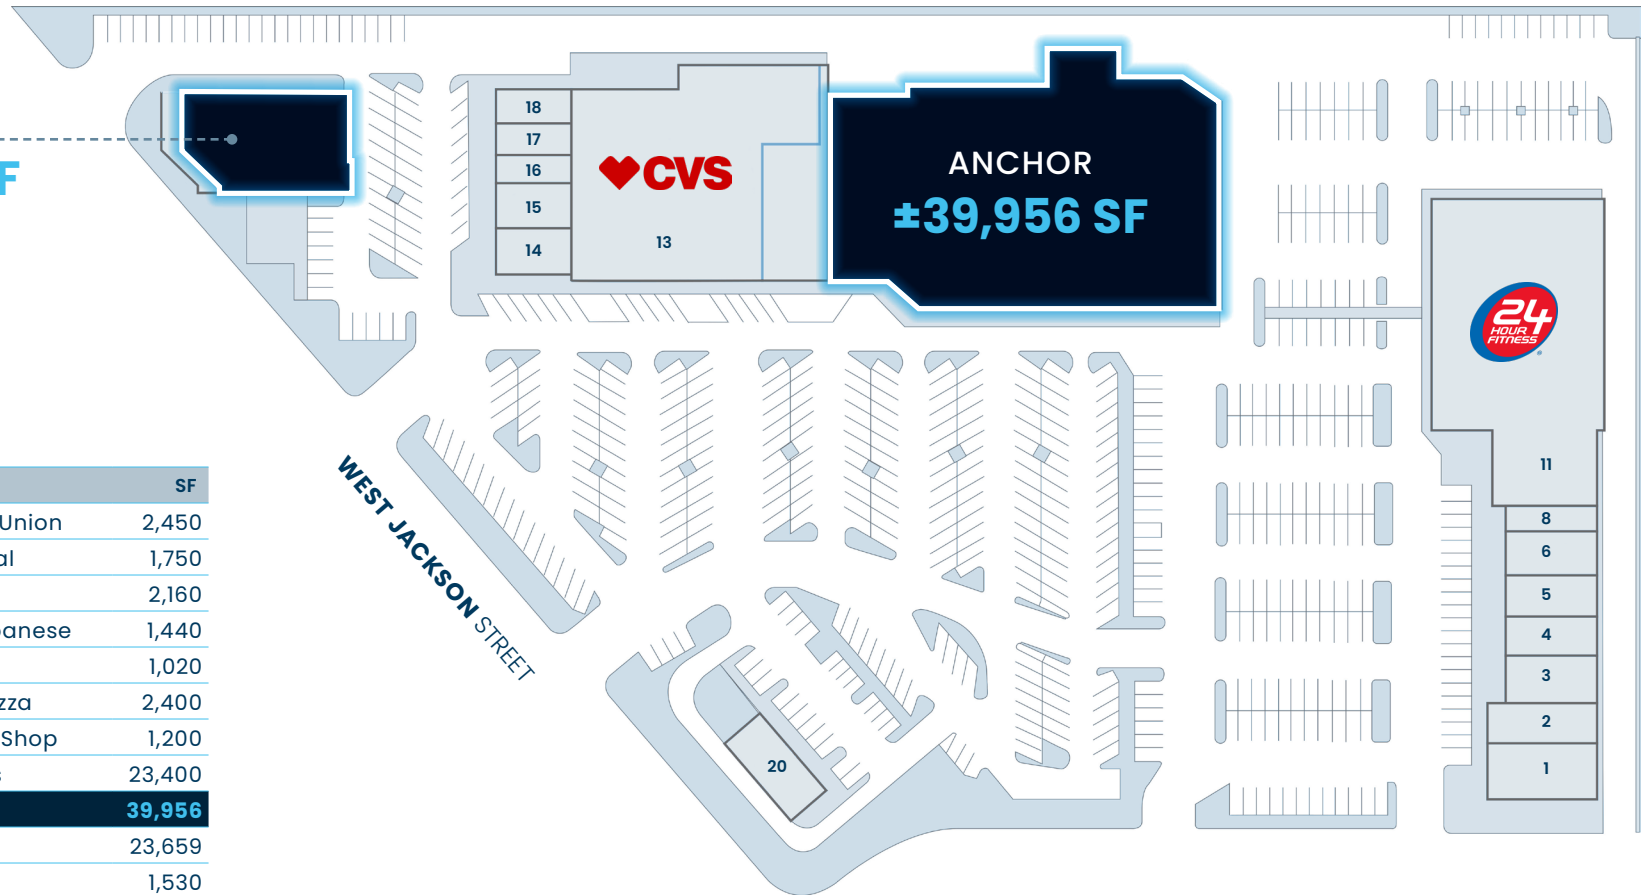 F
18
17
16
15
14
CVS
13
ANCHOR
±39,956 SF
24
HOUR
FITNESS
11
8
6
5
4
3
2
1
20
WEST JACKSON STREET
SF
Union 2,450
al 1,750
2,160
panese 1,440
1,020
zza 2,400
Shop 1,200
s 23,400
39,956
23,659
1,530